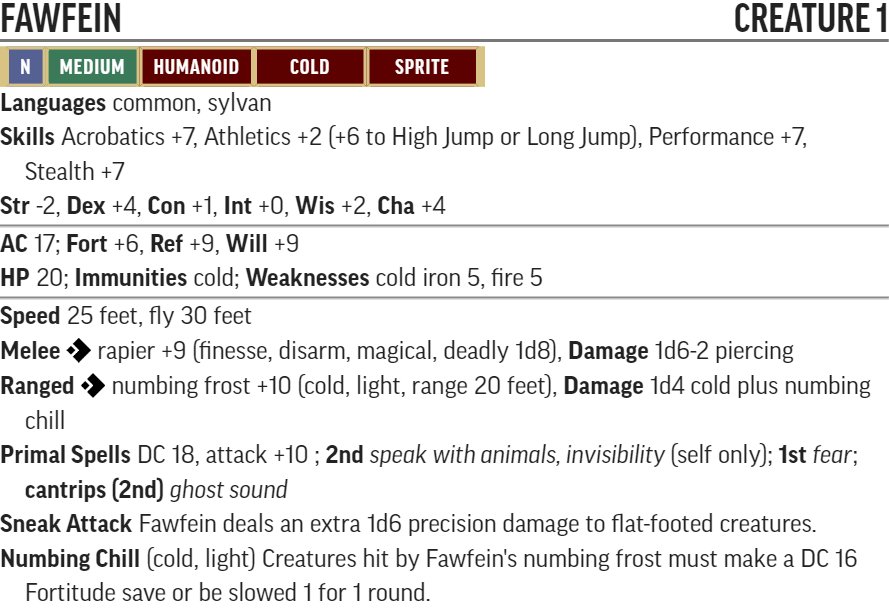 FAWFEIN CREATURE 1
N MEDIUM HUMANOID COLD SPRITE
Languages common, sylvan
Skills Acrobatics +7, Athletics +2 (+6 to High Jump or Long Jump), Performance +7,
Stealth +7
Str -2, Dex +4, Con +1, Int +0, Wis +2, Cha +4
AC 17; Fort +6, Ref +9, Will +9
HP 20; Immunities cold; Weaknesses cold iron 5, fire 5
Speed 25 feet, fly 30 feet
Melee rapier +9 (finesse, disarm, magical, deadly 1d8), Damage 1d6-2 piercing
Ranged numbing frost +10 (cold, light, range 20 feet), Damage 1d4 cold plus numbing
chill
Primal Spells DC 18, attack +10 ; 2nd speak with animals, invisibility (self only); 1st fear;
cantrips (2nd) ghost sound
Sneak Attack Fawfein deals an extra 1d6 precision damage to flat-footed creatures.
Numbing Chill (cold, light) Creatures hit by Fawfein's numbing frost must make a DC 16
Fortitude save or be slowed 1 for 1 round.